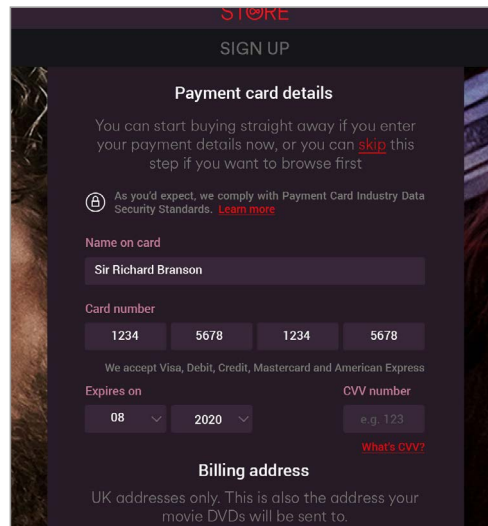 STORE
SIGN UP
Payment card details
You can start buying straight away if you enter
your payment details now, or you can skip this
step if you want to browse first
As you'd expect, we comply with Payment Card Industry Data
Security Standards. Learn more
Name on card
Sir Richard Branson
Card number
1234 5678 1234 5678
We accept Visa, Debit, Credit, Mastercard and American Express
Expires on CVV number
08 2020 e.g. 123
What's CVV?
Billing address
UK addresses only. This is also the address your
movie DVDs will be sent to.